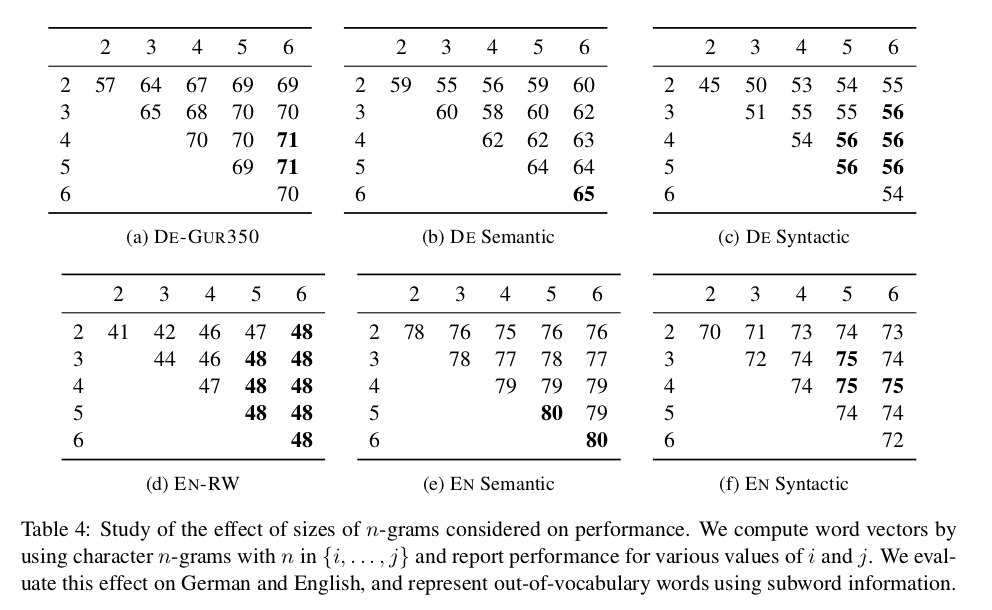 2 3 4 5 6
2 57 64 67 69 69
3 65 68 70 70
4 70 70 71
5 69 71
6 70
(a) DE-GUR350
2 3 4 5 6
2 59 55 56 59 60
3 60 58 60 62
4 62 62 63
5 64 64
6 65
(b) DE Semantic
2 3 4 5 6
2 45 50 53 54 55
3 51 55 55 56
4 54 56 56
5 56 56
6 54
(c) DE Syntactic
2 3 4 5 6
2 41 42 46 47 48
3 44 46 48 48
4 47 48 48
5 48 48
6 48
(d) EN-RW
2 3 4 5 6
2 78 76 75 76 76
3 78 77 78 77
4 79 79 79
5 80 79
6 80
(e) EN Semantic
2 3 4 5 6
2 70 71 73 74 73
3 72 74 75 74
4 74 75 75
5 74 74
6 72
(f) EN Syntactic
Table 4: Study of the effect of sizes of n-grams considered on performance. We compute word vectors by
using character n-grams with n in {i, . . . , j} and report performance for various values of i and j. We eval-
uate this effect on German and English, and represent out-of-vocabulary words using subword information.